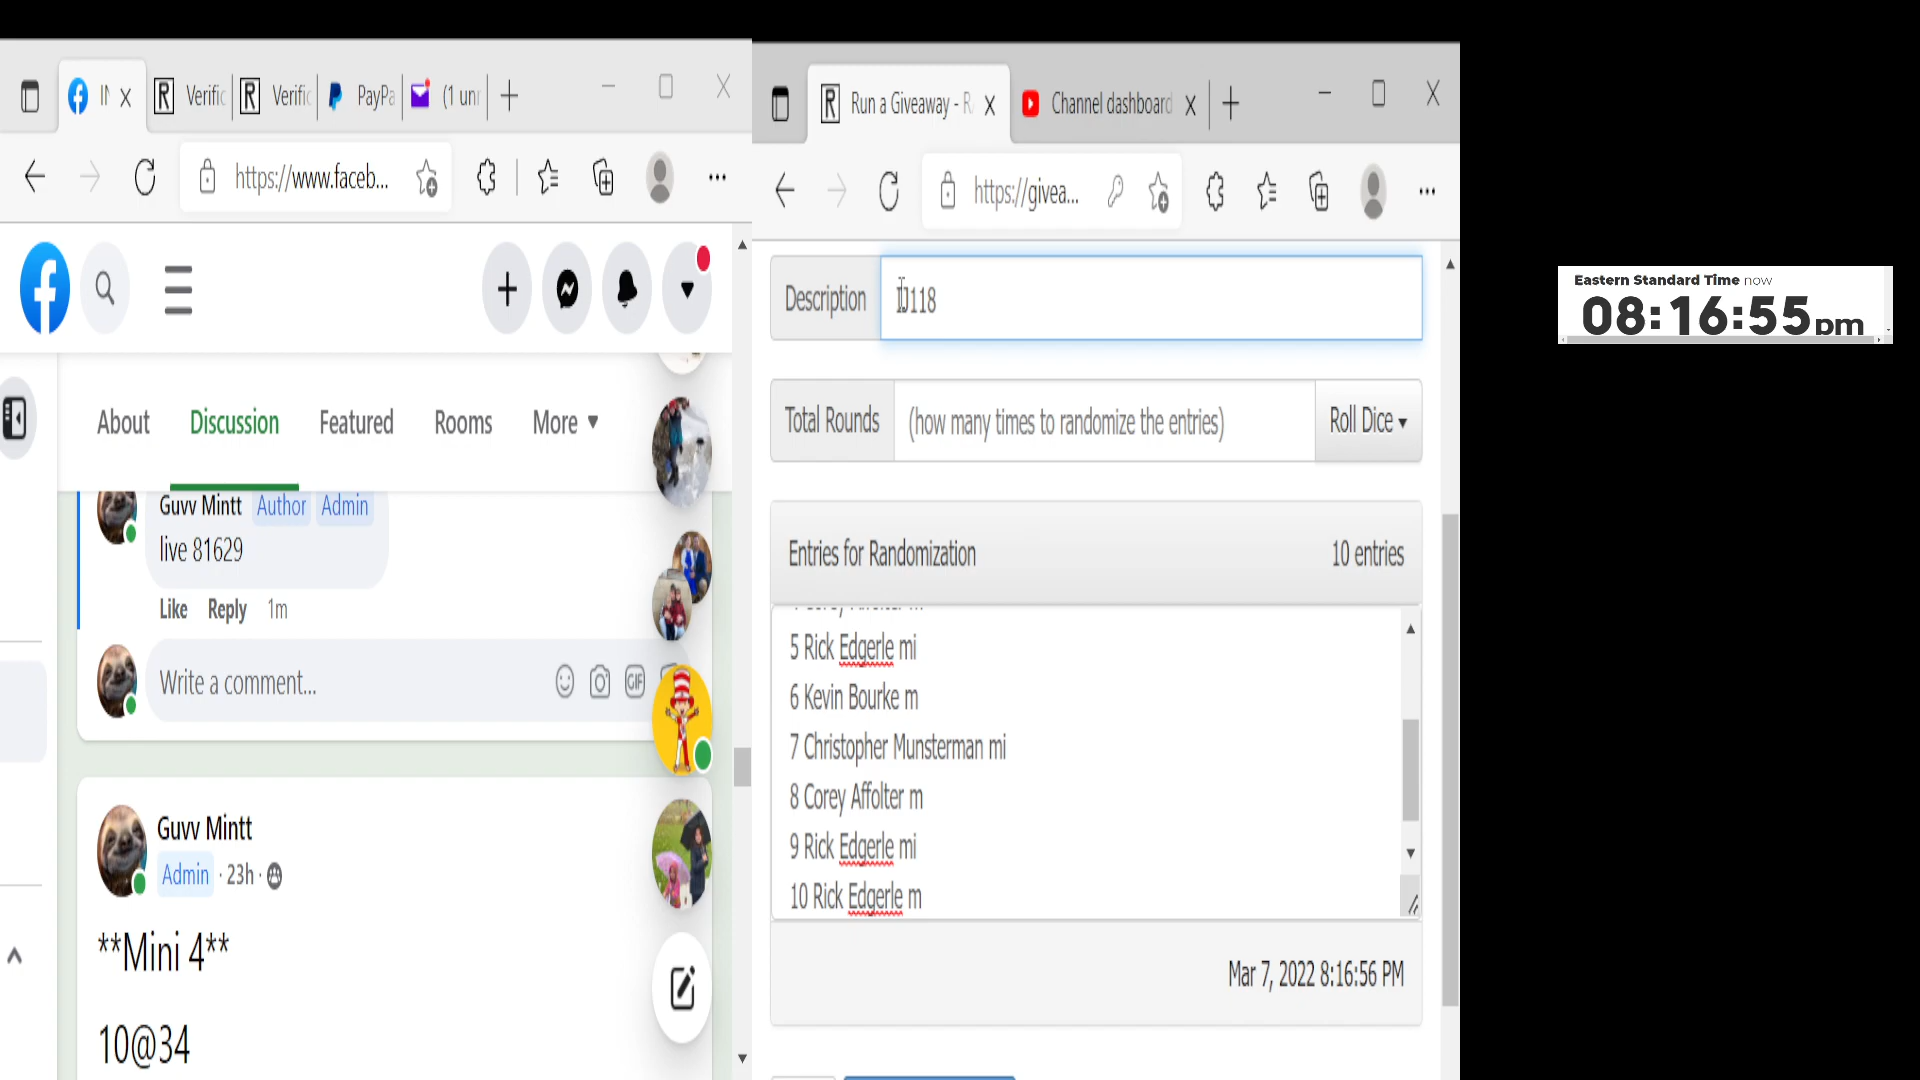 IN
Verific
Verific
PayPa
(1 unr
https://www.faceb...
About
Discussion
Featured
Rooms
More
Guvv Mintt Author Admin
live 81629
Like Reply 1m
Write a comment...
GIF
Guvv Mintt
Admin · 23h ·
**Mini 4**
10@34
Run a Giveaway - R
Channel dashboard
https://givea...
Description
Total Rounds (how many times to randomize the entries) Roll Dice
Entries for Randomization 10 entries
5 Rick Edgerle mi
6 Kevin Bourke m
7 Christopher Munsterman mi
8 Corey Affolter m
9 Rick Edgerle mi
10 Rick Edgerle m
Mar 7, 2022 8:16:56 PM
Eastern Standard Time now
08:16:55pm